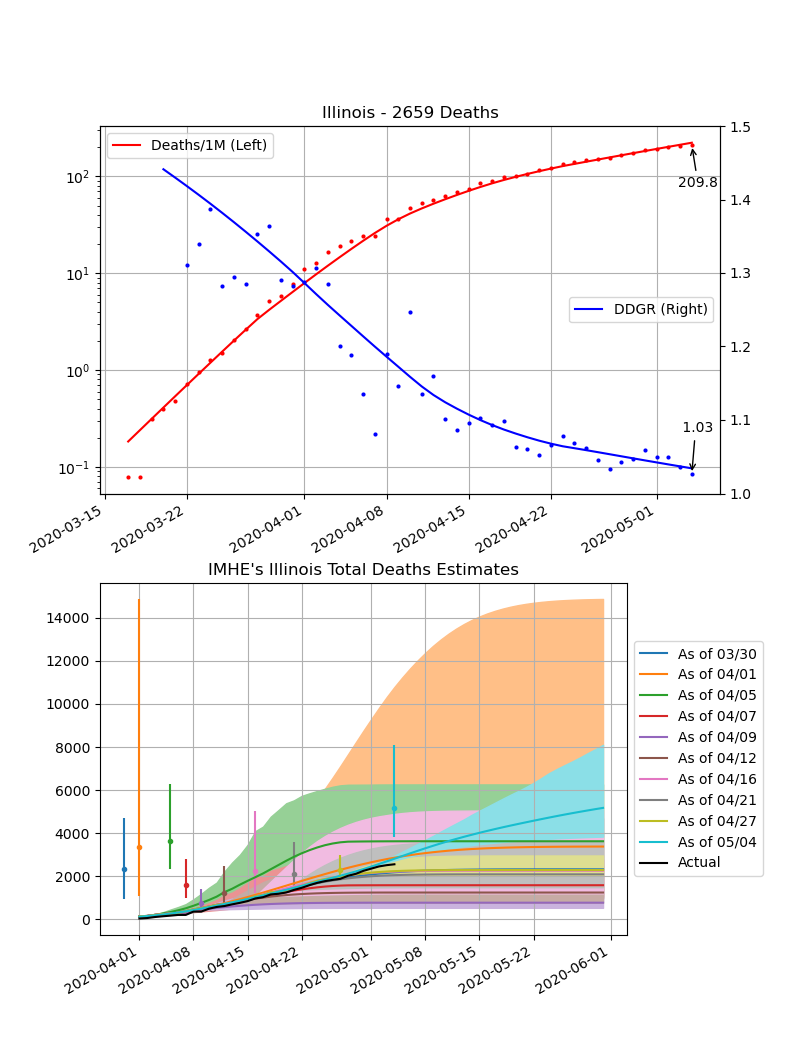 Illinois - 2659 Deaths
Deaths/1M (Left)
DDGR (Right)
209.8
1.03
10²
10¹
10⁰
10⁻¹
1.5
1.4
1.3
1.2
1.1
1.0
2020-03-15
2020-03-22
2020-04-01
2020-04-08
2020-04-15
2020-04-22
2020-05-01
IMHE's Illinois Total Deaths Estimates
14000
12000
10000
8000
6000
4000
2000
0
2020-04-01
2020-04-08
2020-04-15
2020-04-22
2020-05-01
2020-05-08
2020-05-15
2020-05-22
2020-06-01
As of 03/30
As of 04/01
As of 04/05
As of 04/07
As of 04/09
As of 04/12
As of 04/16
As of 04/21
As of 04/27
As of 05/04
Actual